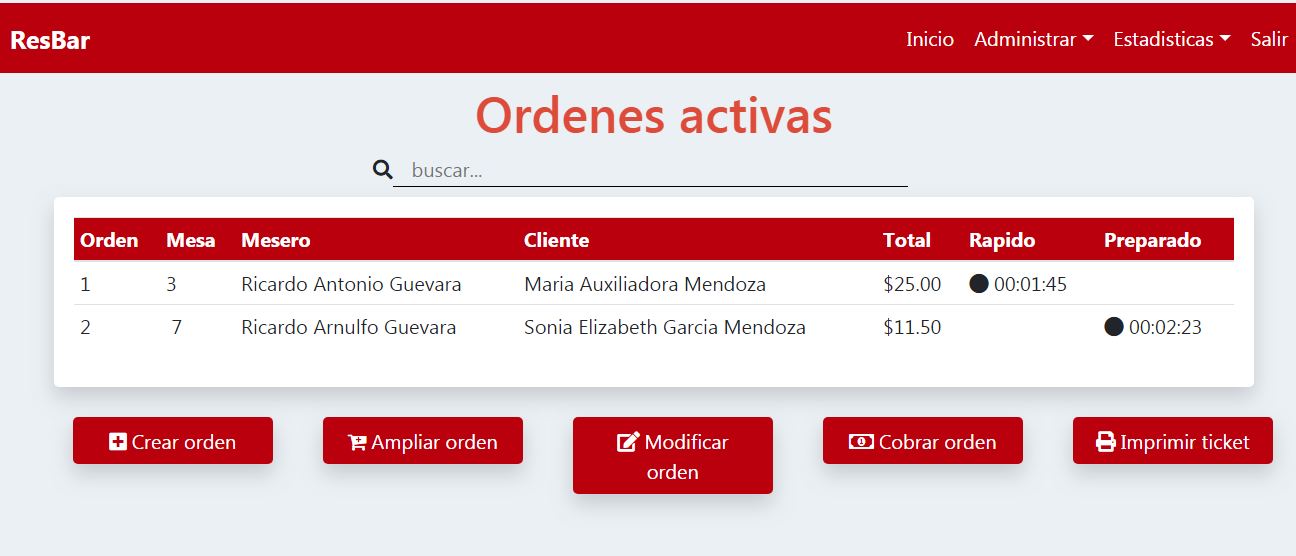 ResBar Inicio Administrar Estadisticas Salir
Ordenes activas
buscar...
Orden Mesa Mesero Cliente Total Rapido Preparado
1 3 Ricardo Antonio Guevara Maria Auxiliadora Mendoza $25.00 00:01:45
2 7 Ricardo Arnulfo Guevara Sonia Elizabeth Garcia Mendoza $11.50 00:02:23
Crear orden Ampliar orden Modificar orden Cobrar orden Imprimir ticket